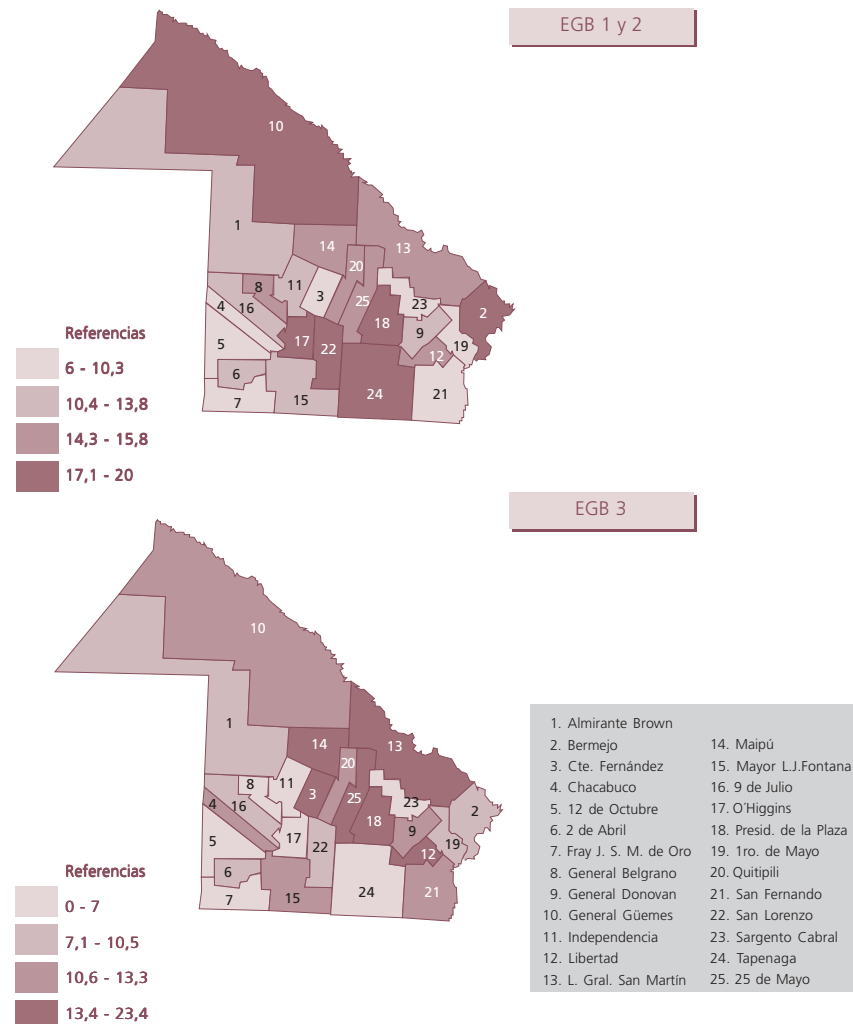 EGB 1 y 2
10
1
14
13
20
8
11
3
25
23
2
4
16
18
9
5
17
22
12
19
6
7
15
24
21
Referencias
6 - 10,3
10,4 - 13,8
14,3 - 15,8
17,1 - 20
EGB 3
10
1
14
13
20
8
11
3
25
23
2
4
16
18
9
5
17
22
12
19
6
7
15
24
21
Referencias
0 - 7
7,1 - 10,5
10,6 - 13,3
13,4 - 23,4
1. Almirante Brown
2. Bermejo
3. Cte. Fernández
4. Chacabuco
5. 12 de Octubre
6. 2 de Abril
7. Fray J. S. M. de Oro
8. General Belgrano
9. General Donovan
10. General Güemes
11. Independencia
12. Libertad
13. L. Gral. San Martín
14. Maipú
15. Mayor L.J.Fontana
16. 9 de Julio
17. O´Higgins
18. Presid. de la Plaza
19. 1ro. de Mayo
20. Quitipili
21. San Fernando
22. San Lorenzo
23. Sargento Cabral
24. Tapenaga
25. 25 de Mayo